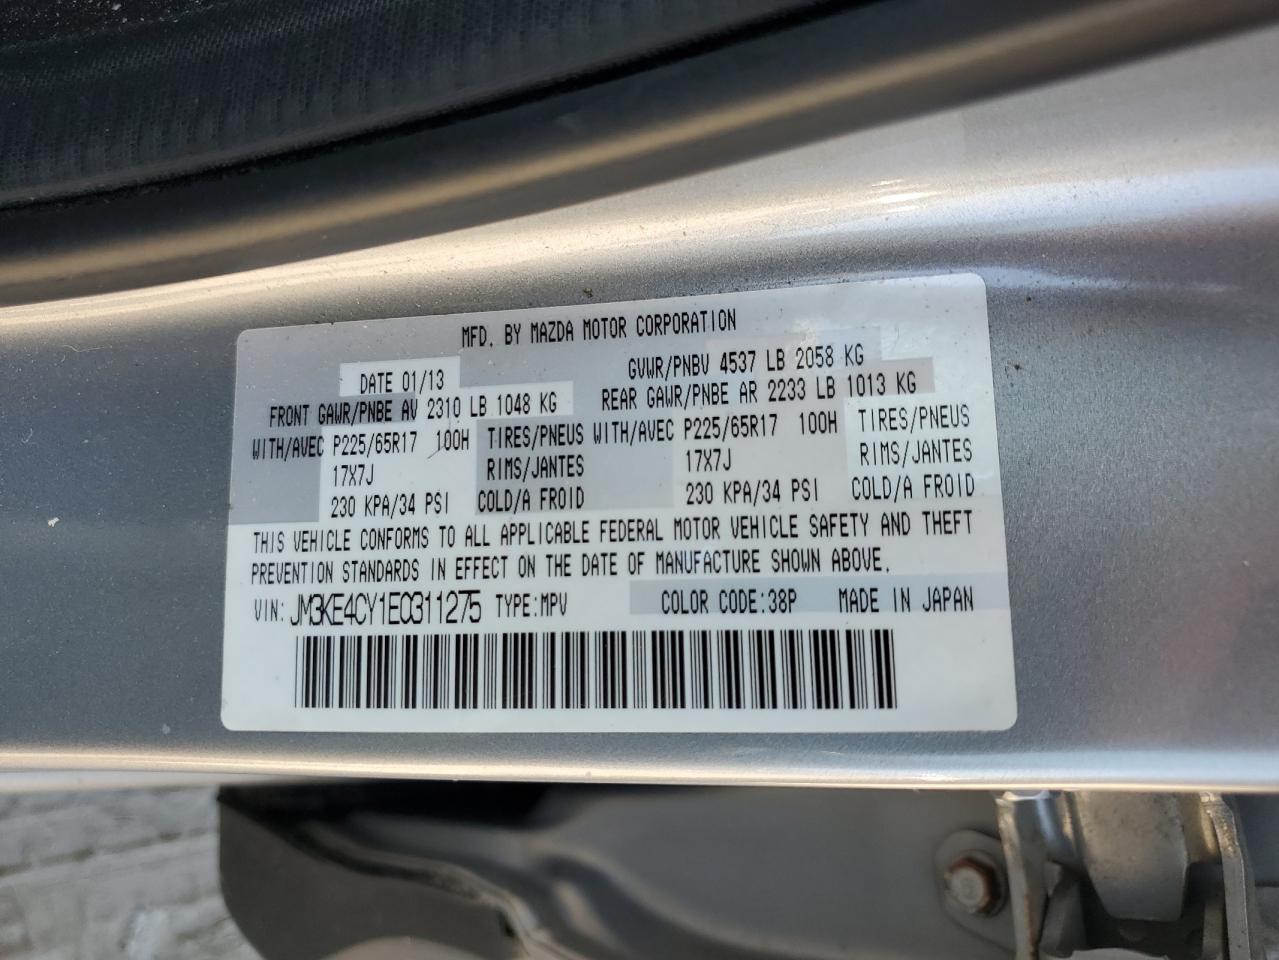 MFD. BY MAZDA MOTOR CORPORATION
DATE 01/13 GVWR/PNBV 4537 LB 2058 KG
FRONT GAWR/PNBE AV 2310 LB 1048 KG REAR GAWR/PNBE AR 2233 LB 1013 KG
WITH/AVEC P225/65R17 100H TIRES/PNEUS WITH/AVEC P225/65R17 100H TIRES/PNEUS
17X7J RIMS/JANTES 17X7J RIMS/JANTES
230 KPA/34 PSI COLD/A FROID 230 KPA/34 PSI COLD/A FROID
THIS VEHICLE CONFORMS TO ALL APPLICABLE FEDERAL MOTOR VEHICLE SAFETY AND THEFT
PREVENTION STANDARDS IN EFFECT ON THE DATE OF MANUFACTURE SHOWN ABOVE.
VIN: JM3KE4CY1E0311275 TYPE:MPV COLOR CODE:38P MADE IN JAPAN